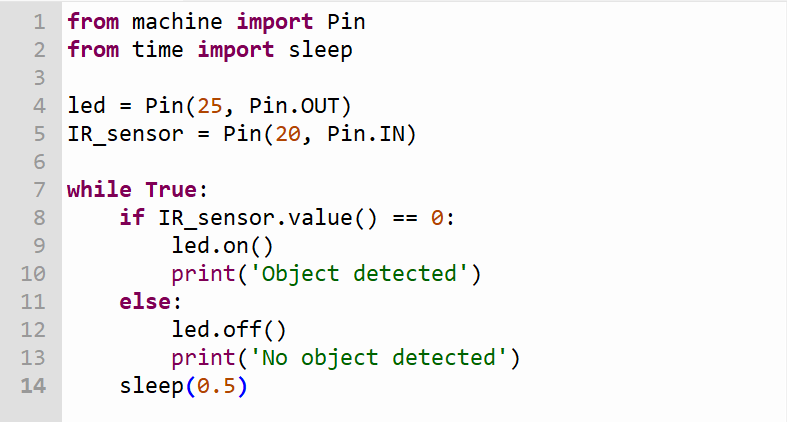 1 from machine import Pin
2 from time import sleep
3
4 led = Pin(25, Pin.OUT)
5 IR_sensor = Pin(20, Pin.IN)
6
7 while True:
8     if IR_sensor.value() == 0:
9         led.on()
10         print('Object detected')
11     else:
12         led.off()
13         print('No object detected')
14     sleep(0.5)